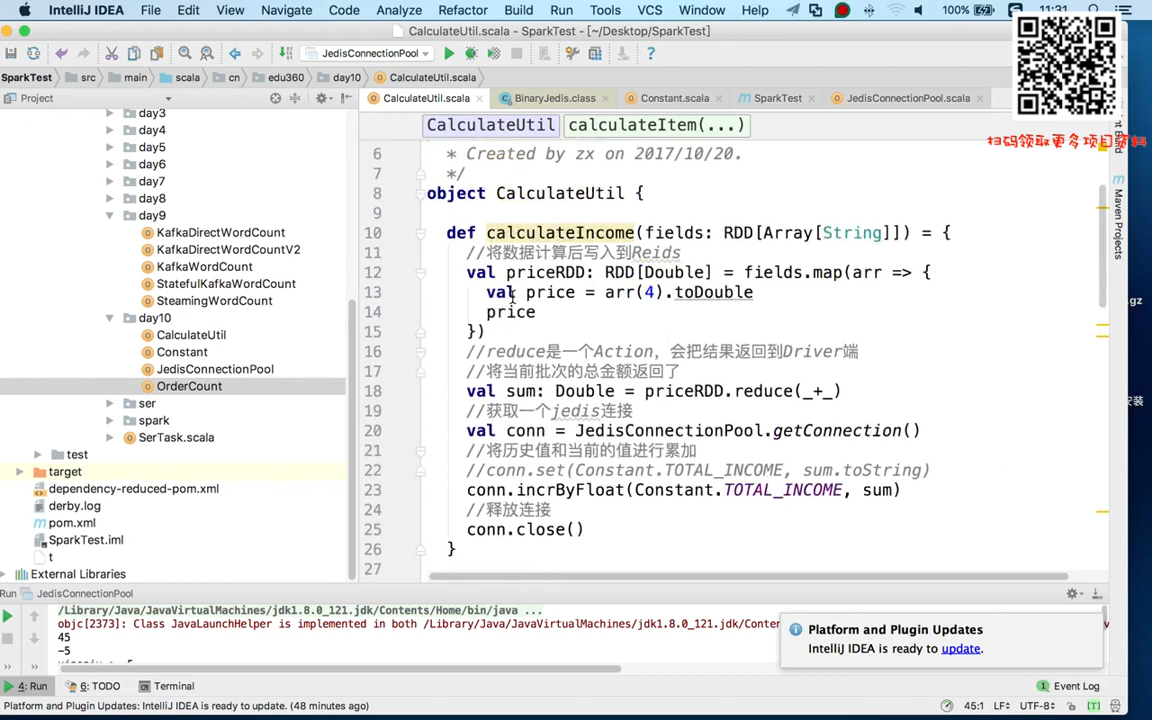 IntelliJ IDEA File Edit View Navigate Code Analyze Refactor Build Run Tools VCS Window Help 100% 11:31
CalculateUtil.scala - SparkTest - [~/Desktop/SparkTest]
JedisConnectionPool
SparkTest src main scala cn edu360 day10 CalculateUtil.scala
扫码领取更多项目资料
Project
CalculateUtil.scala BinaryJedis.class Constant.scala SparkTest JedisConnectionPool.scala
CalculateUtil calculateItem(...)
day3
day4
day5
day6
day7
day8
day9
KafkaDirectWordCount
KafkaDirectWordCountV2
KafkaWordCount
StatefulKafkaWordCount
SteamingWordCount
day10
CalculateUtil
Constant
JedisConnectionPool
OrderCount
ser
spark
SerTask.scala
test
target
dependency-reduced-pom.xml
derby.log
pom.xml
SparkTest.iml
t
External Libraries
6 * Created by zx on 2017/10/20.
7 */
8 object CalculateUtil {
9
10 def calculateIncome(fields: RDD[Array[String]]) = {
11 //将数据计算后写入到Reids
12 val priceRDD: RDD[Double] = fields.map(arr => {
13 val price = arr(4).toDouble
14 price
15 })
16 //reduce是一个Action，会把结果返回到Driver端
17 //将当前批次的总金额返回了
18 val sum: Double = priceRDD.reduce(_+_)
19 //获取一个jedis连接
20 val conn = JedisConnectionPool.getConnection()
21 //将历史值和当前的值进行累加
22 //conn.set(Constant.TOTAL_INCOME, sum.toString)
23 conn.incrByFloat(Constant.TOTAL_INCOME, sum)
24 //释放连接
25 conn.close()
26 }
27
Maven Projects
.gz
安装
Run JedisConnectionPool
/Library/Java/JavaVirtualMachines/jdk1.8.0_121.jdk/Contents/Home/bin/java ...
objc[2373]: Class JavaLaunchHelper is implemented in both /Library/Java/JavaVirtualMachines/jdk1.8.0_121.jdk/Conte
45
-5
Platform and Plugin Updates
IntelliJ IDEA is ready to update.
4: Run 6: TODO Terminal 1 Event Log
Platform and Plugin Updates: IntelliJ IDEA is ready to update. (48 minutes ago) 45:1 LF UTF-8 [T]